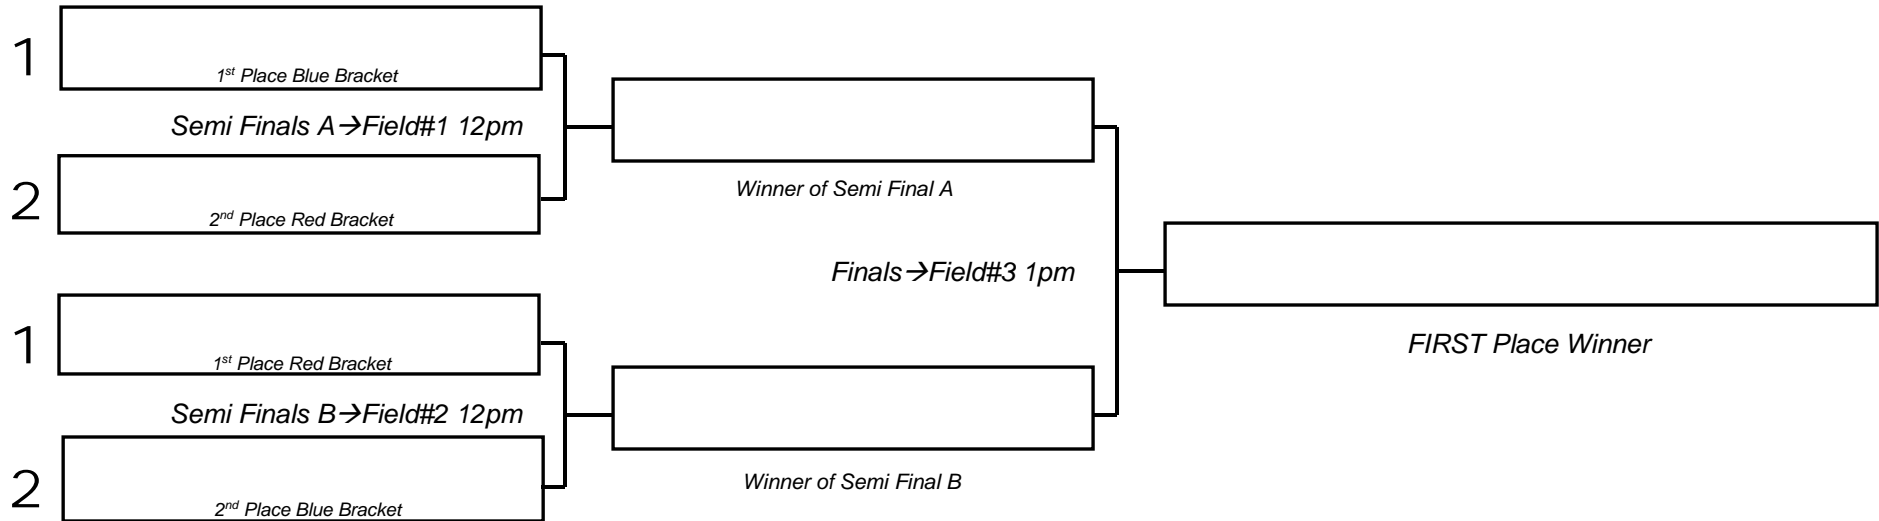 1
1st Place Blue Bracket
Semi Finals A→Field#1 12pm
2
2nd Place Red Bracket
Winner of Semi Final A
Finals→Field#3 1pm
FIRST Place Winner
1
1st Place Red Bracket
Semi Finals B→Field#2 12pm
2
2nd Place Blue Bracket
Winner of Semi Final B